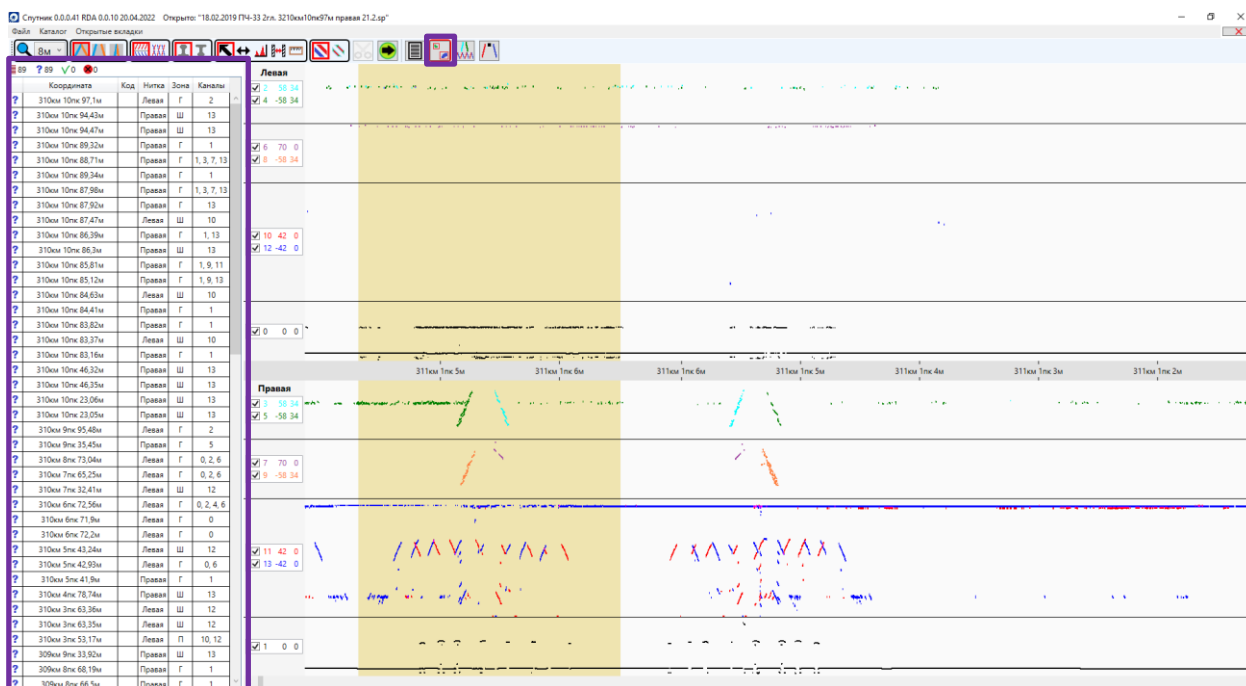 Спутник 0.0.0.41 RDA 0.0.10 20.04.2022 Открыто: "18.02.2019 ПЧ-33 2гл. 3210км10пк97м правая 21.2.sp"
Файл Каталог Открытые вкладки
8м
89 ? 89 0 0
Координата Код Нитка Зона Каналы
? 310км 10пк 97,1м Левая Г 2
? 310км 10пк 94,43м Правая Ш 13
? 310км 10пк 94,47м Правая Ш 13
? 310км 10пк 89,32м Правая Г 1
? 310км 10пк 88,71м Правая Г 1, 3, 7, 13
? 310км 10пк 89,34м Правая Г 1
? 310км 10пк 87,98м Правая Г 1, 3, 7, 13
? 310км 10пк 87,92м Правая Г 13
? 310км 10пк 87,47м Левая Ш 10
? 310км 10пк 86,39м Правая Г 1, 13
? 310км 10пк 86,3м Правая Ш 13
? 310км 10пк 85,81м Правая Г 1, 9, 11
? 310км 10пк 85,12м Правая Г 1, 9, 13
? 310км 10пк 84,63м Левая Ш 10
? 310км 10пк 84,41м Правая Г 1
? 310км 10пк 83,82м Правая Г 1
? 310км 10пк 83,37м Левая Ш 10
? 310км 10пк 83,16м Правая Г 1
? 310км 10пк 46,32м Правая Ш 13
? 310км 10пк 46,35м Правая Ш 13
? 310км 10пк 23,06м Правая Ш 13
? 310км 10пк 23,05м Правая Ш 13
? 310км 9пк 95,48м Левая Г 2
? 310км 9пк 35,45м Правая Г 5
? 310км 8пк 73,04м Левая Г 0, 2, 6
? 310км 7пк 65,25м Левая Г 0, 2, 6
? 310км 7пк 32,41м Левая Ш 12
? 310км 6пк 72,56м Левая Г 0, 2, 4, 6
? 310км 6пк 71,9м Левая Г 0
? 310км 6пк 72,2м Левая Г 0
? 310км 5пк 43,24м Левая Ш 12
? 310км 5пк 42,93м Левая Г 0, 6
? 310км 5пк 41,9м Правая Г 1
? 310км 4пк 78,74м Правая Ш 13
? 310км 3пк 63,36м Левая Ш 12
? 310км 3пк 63,35м Левая Ш 12
? 310км 3пк 53,17м Левая П 10, 12
? 309км 9пк 33,92м Правая Ш 13
? 309км 8пк 68,19м Правая Г 1
? 309км 8пк 66,5м Правая Г 1
Левая
2 58 34
4 -58 34
6 70 0
8 -58 34
10 42 0
12 -42 0
0 0 0
311км 1пк 5м 311км 1пк 6м 311км 1пк 6м 311км 1пк 5м 311км 1пк 4м 311км 1пк 3м 311км 1пк 2м
Правая
3 56 34
5 -58 34
7 70 0
9 -58 34
11 42 0
13 -42 0
1 0 0